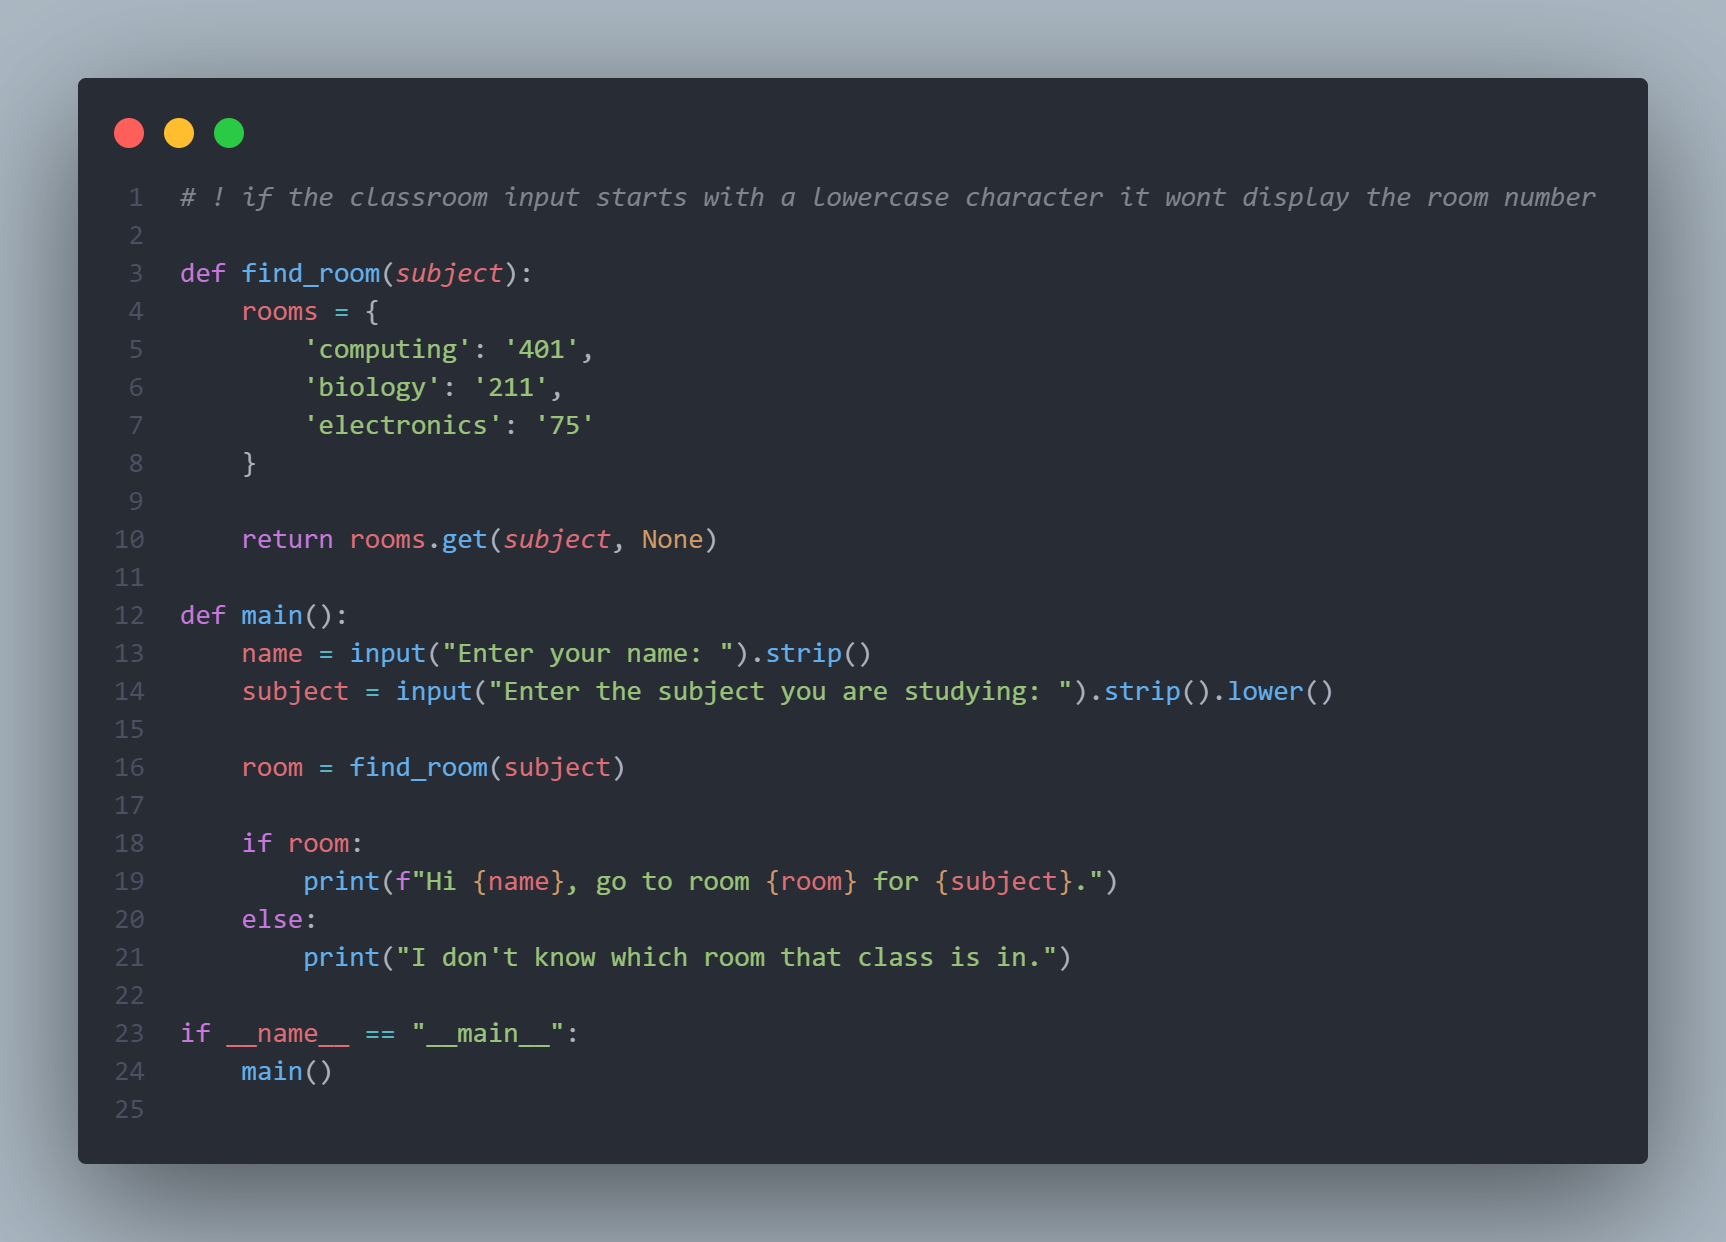 1 # ! if the classroom input starts with a lowercase character it wont display the room number
2
3 def find_room(subject):
4     rooms = {
5         'computing': '401',
6         'biology': '211',
7         'electronics': '75'
8     }
9
10     return rooms.get(subject, None)
11
12 def main():
13     name = input("Enter your name: ").strip()
14     subject = input("Enter the subject you are studying: ").strip().lower()
15
16     room = find_room(subject)
17
18     if room:
19         print(f"Hi {name}, go to room {room} for {subject}.")
20     else:
21         print("I don't know which room that class is in.")
22
23 if __name__ == "__main__":
24     main()
25